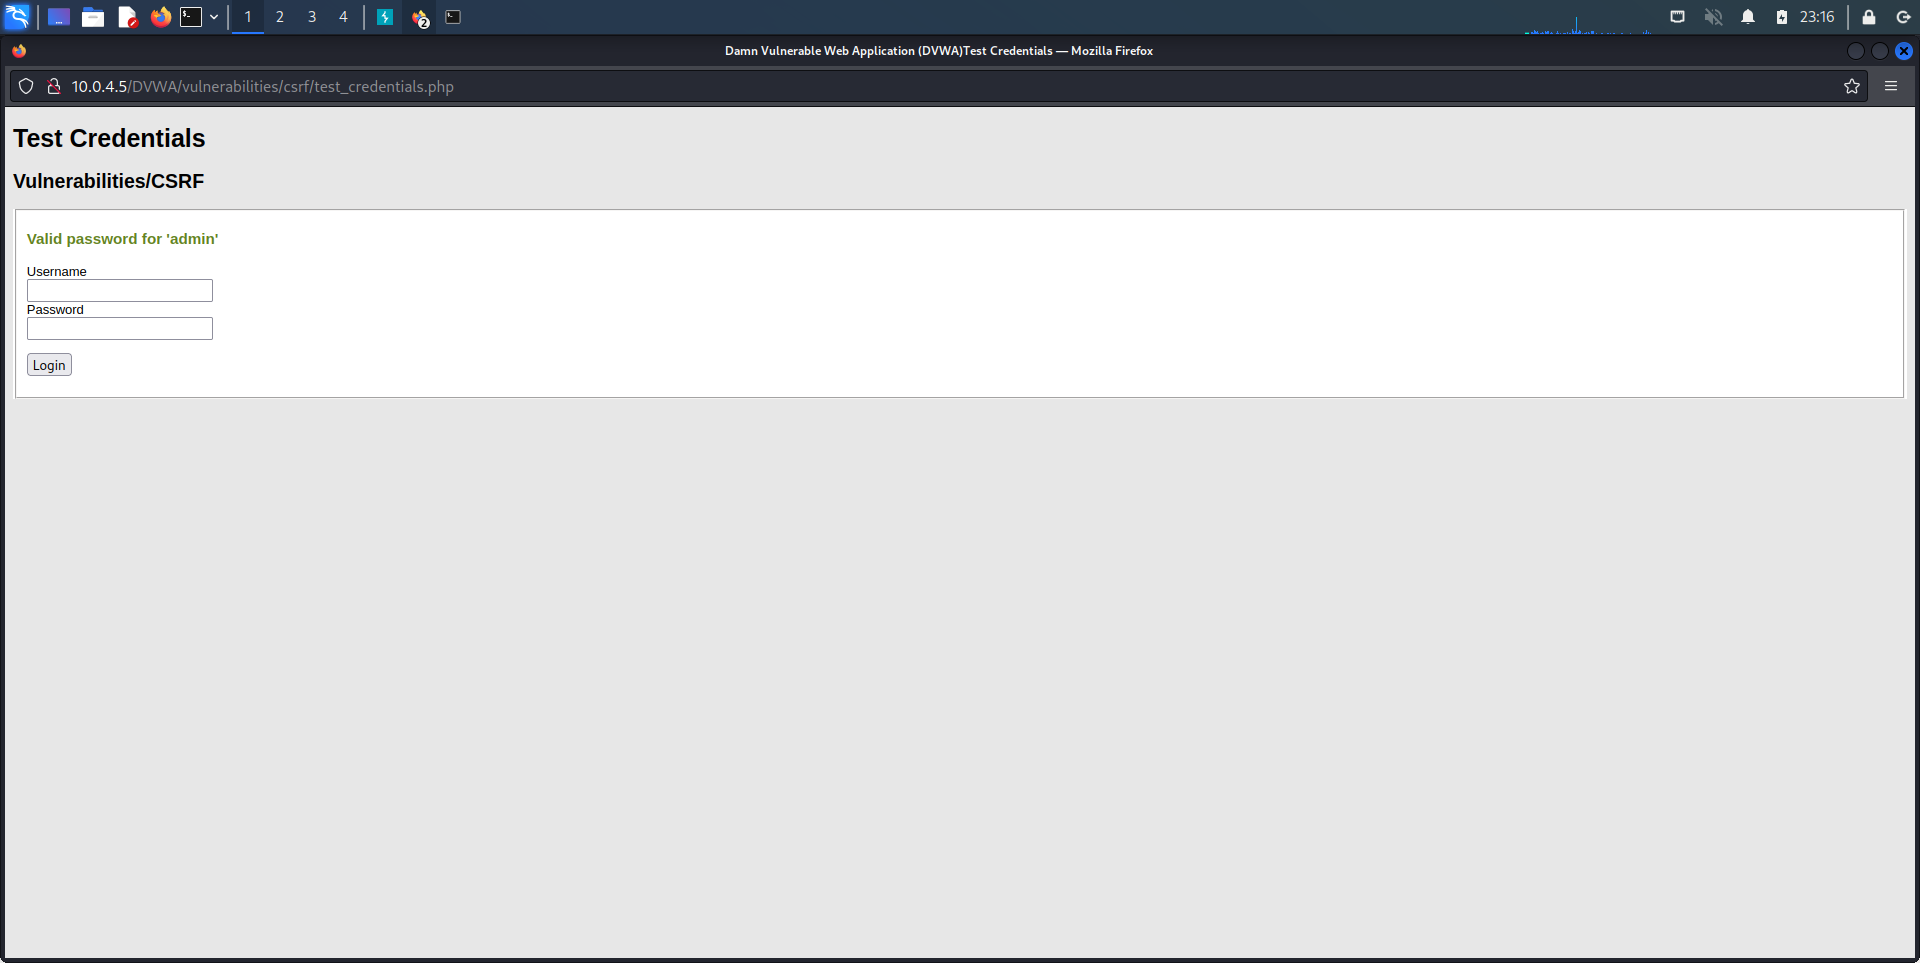 1 2 3 4 2 23:16
Damn Vulnerable Web Application (DVWA)Test Credentials — Mozilla Firefox
10.0.4.5/DVWA/vulnerabilities/csrf/test_credentials.php
Test Credentials
Vulnerabilities/CSRF
Valid password for 'admin'
Username
Password
Login